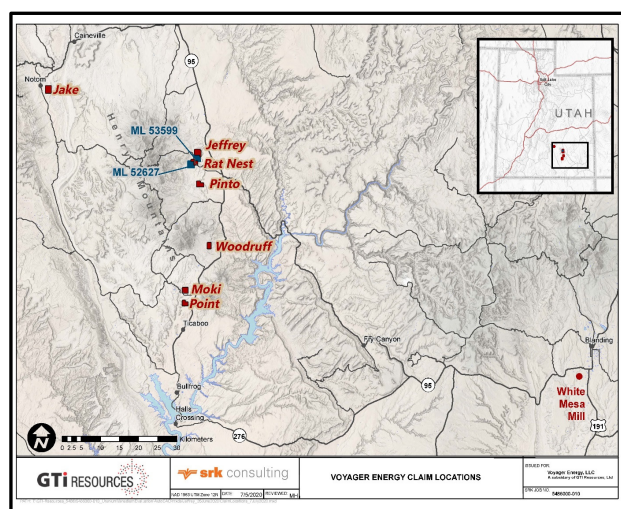 Caineville
95
Notom
Jake
Henry Mountains
ML 53599
Jeffrey
Rat Nest
ML 52627
Pinto
Woodruff
Moki
Point
Ticaboo
Fry Canyon
Blanding
95
White
Mesa
Mill
191
Bullfrog
Halls
Crossing
276
N
0 2.5 5 10 15 20 25 30
Kilometers
Salt Lake
City
UTAH
GTi RESOURCES
srk consulting
NAD 1983 UTM Zone 12N
DATE: 7/5/2020
REVIEWED: MH
VOYAGER ENERGY CLAIM LOCATIONS
ISSUED FOR:
Voyager Energy, LLC
A subsidiary of GTI Resources, Ltd
SRK JOB NO.